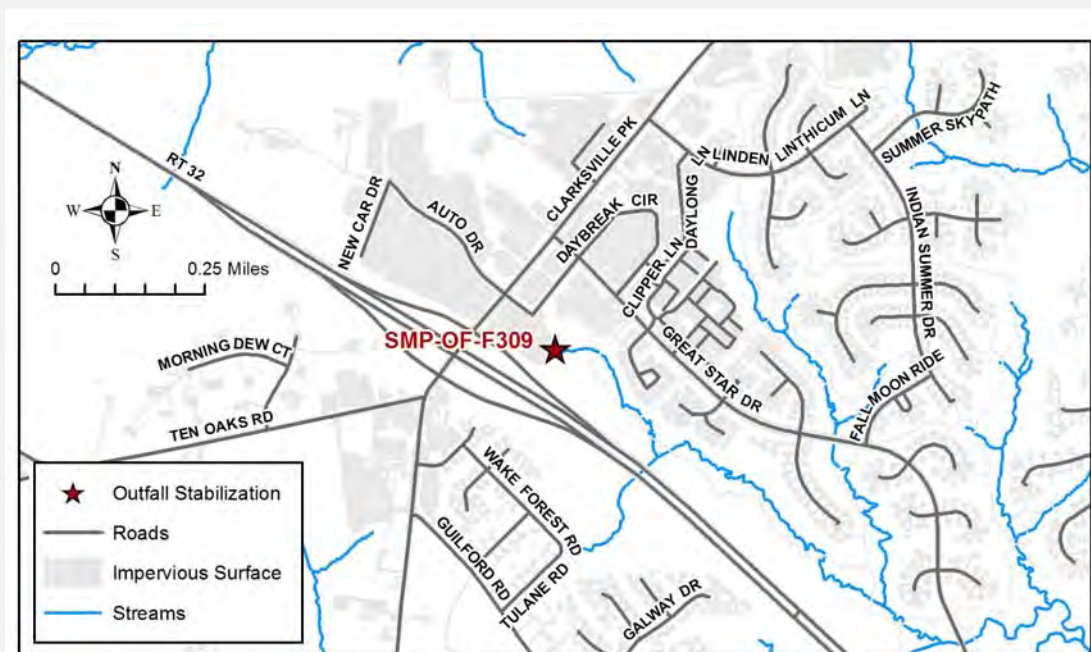 RT 32
N
W E
S
0 0.25 Miles
NEW CAR DR
AUTO DR
CLARKSVILLE PK
LINDEN LINTHICUM LN
SUMMER SKY PATH
DAYBREAK CIR
DAYLONG LN
CLIPPER LN
INDIAN SUMMER DR
SMP-OF-F309
MORNING DEW CT
GREAT STAR DR
FALL MOON RIDE
TEN OAKS RD
WAKE FOREST RD
GUILFORD RD
TULANE RD
GALWAY DR
Outfall Stabilization
Roads
Impervious Surface
Streams